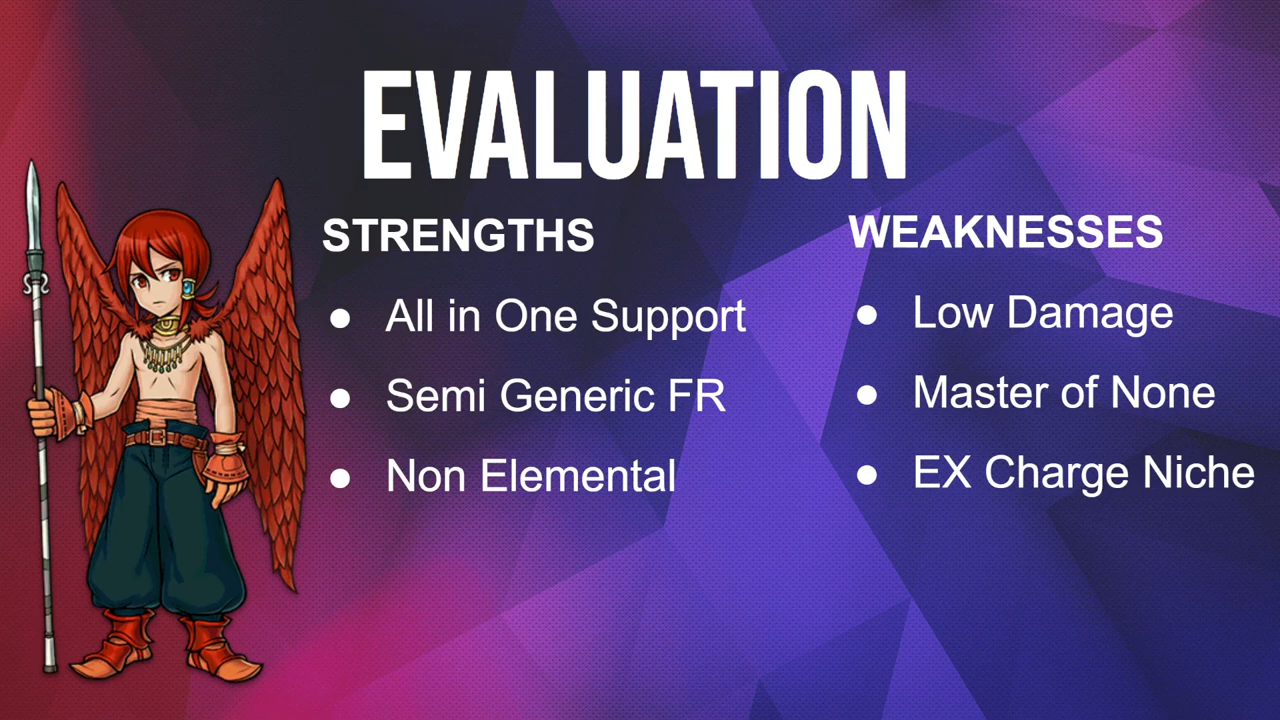 EVALUATION
STRENGTHS
● All in One Support
● Semi Generic FR
● Non Elemental
WEAKNESSES
● Low Damage
● Master of None
● EX Charge Niche